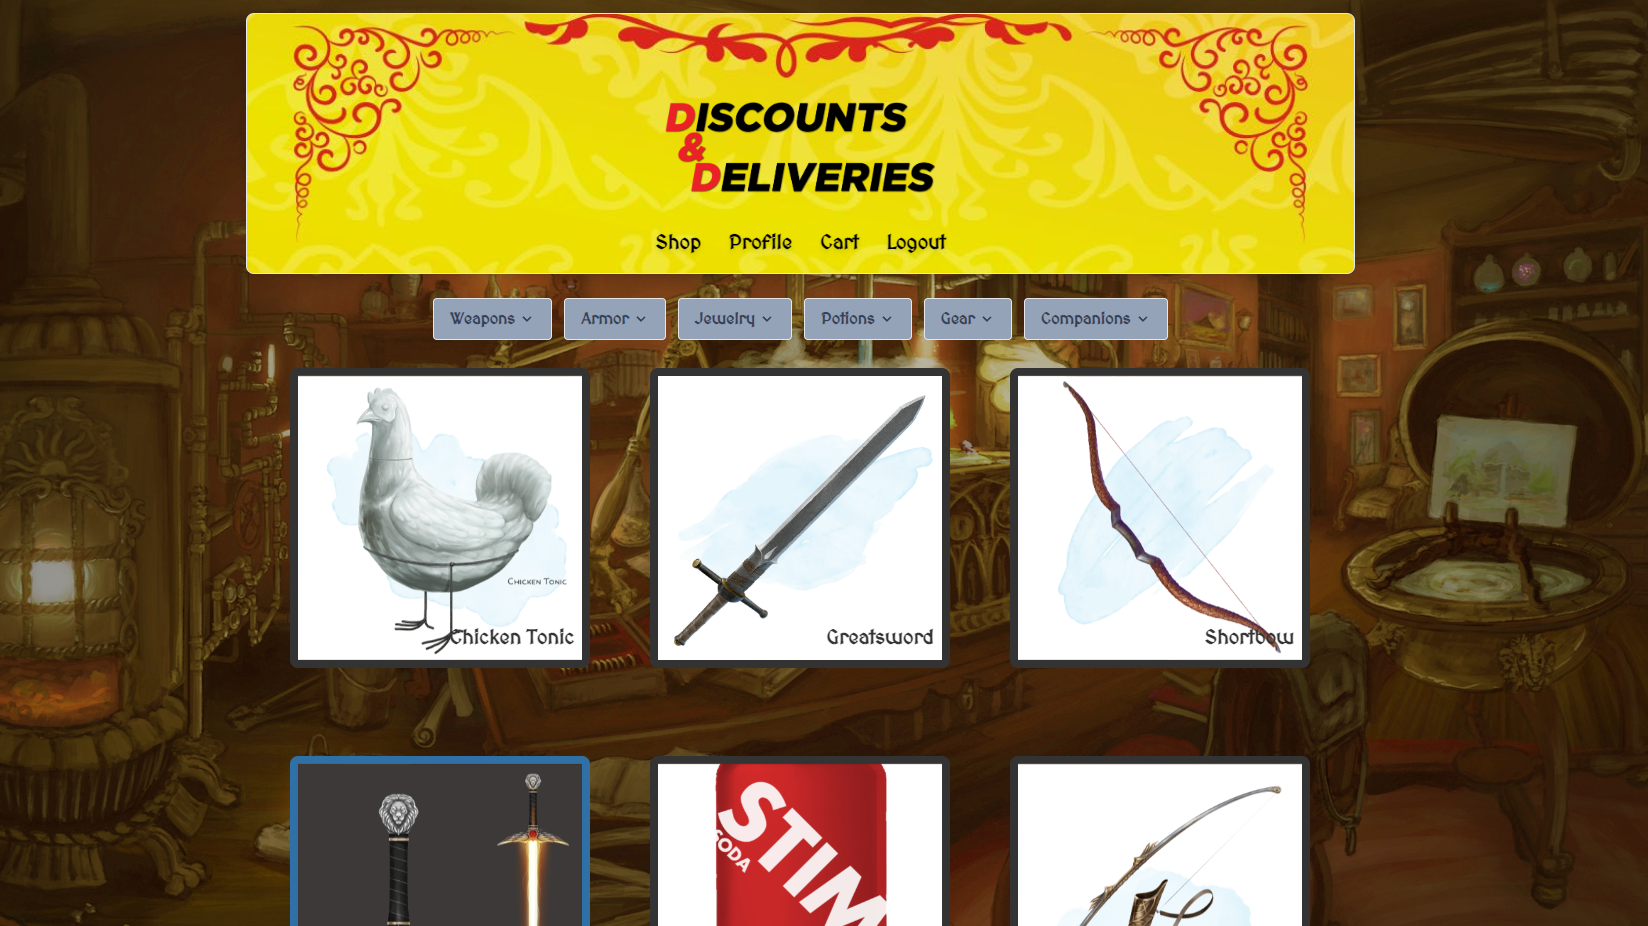 DISCOUNTS
&
DELIVERIES
Shop Profile Cart Logout
Weapons Armor Jewelry Potions Gear Companions
Chicken Tonic
Chicken Tonic Greatsword Shortbow
STIM
SODA